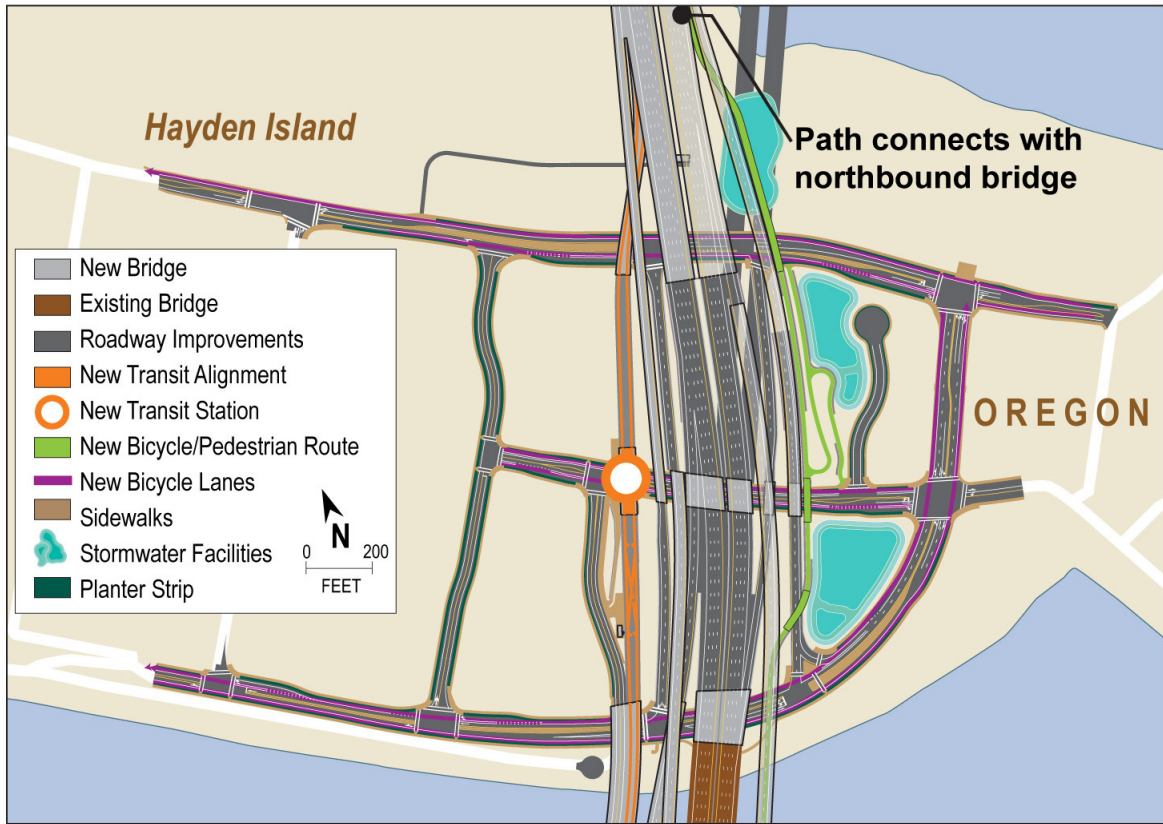 Hayden Island
Path connects with
northbound bridge
New Bridge
Existing Bridge
Roadway Improvements
New Transit Alignment
New Transit Station
New Bicycle/Pedestrian Route
New Bicycle Lanes
Sidewalks
Stormwater Facilities
Planter Strip
N
0 200
FEET
OREGON